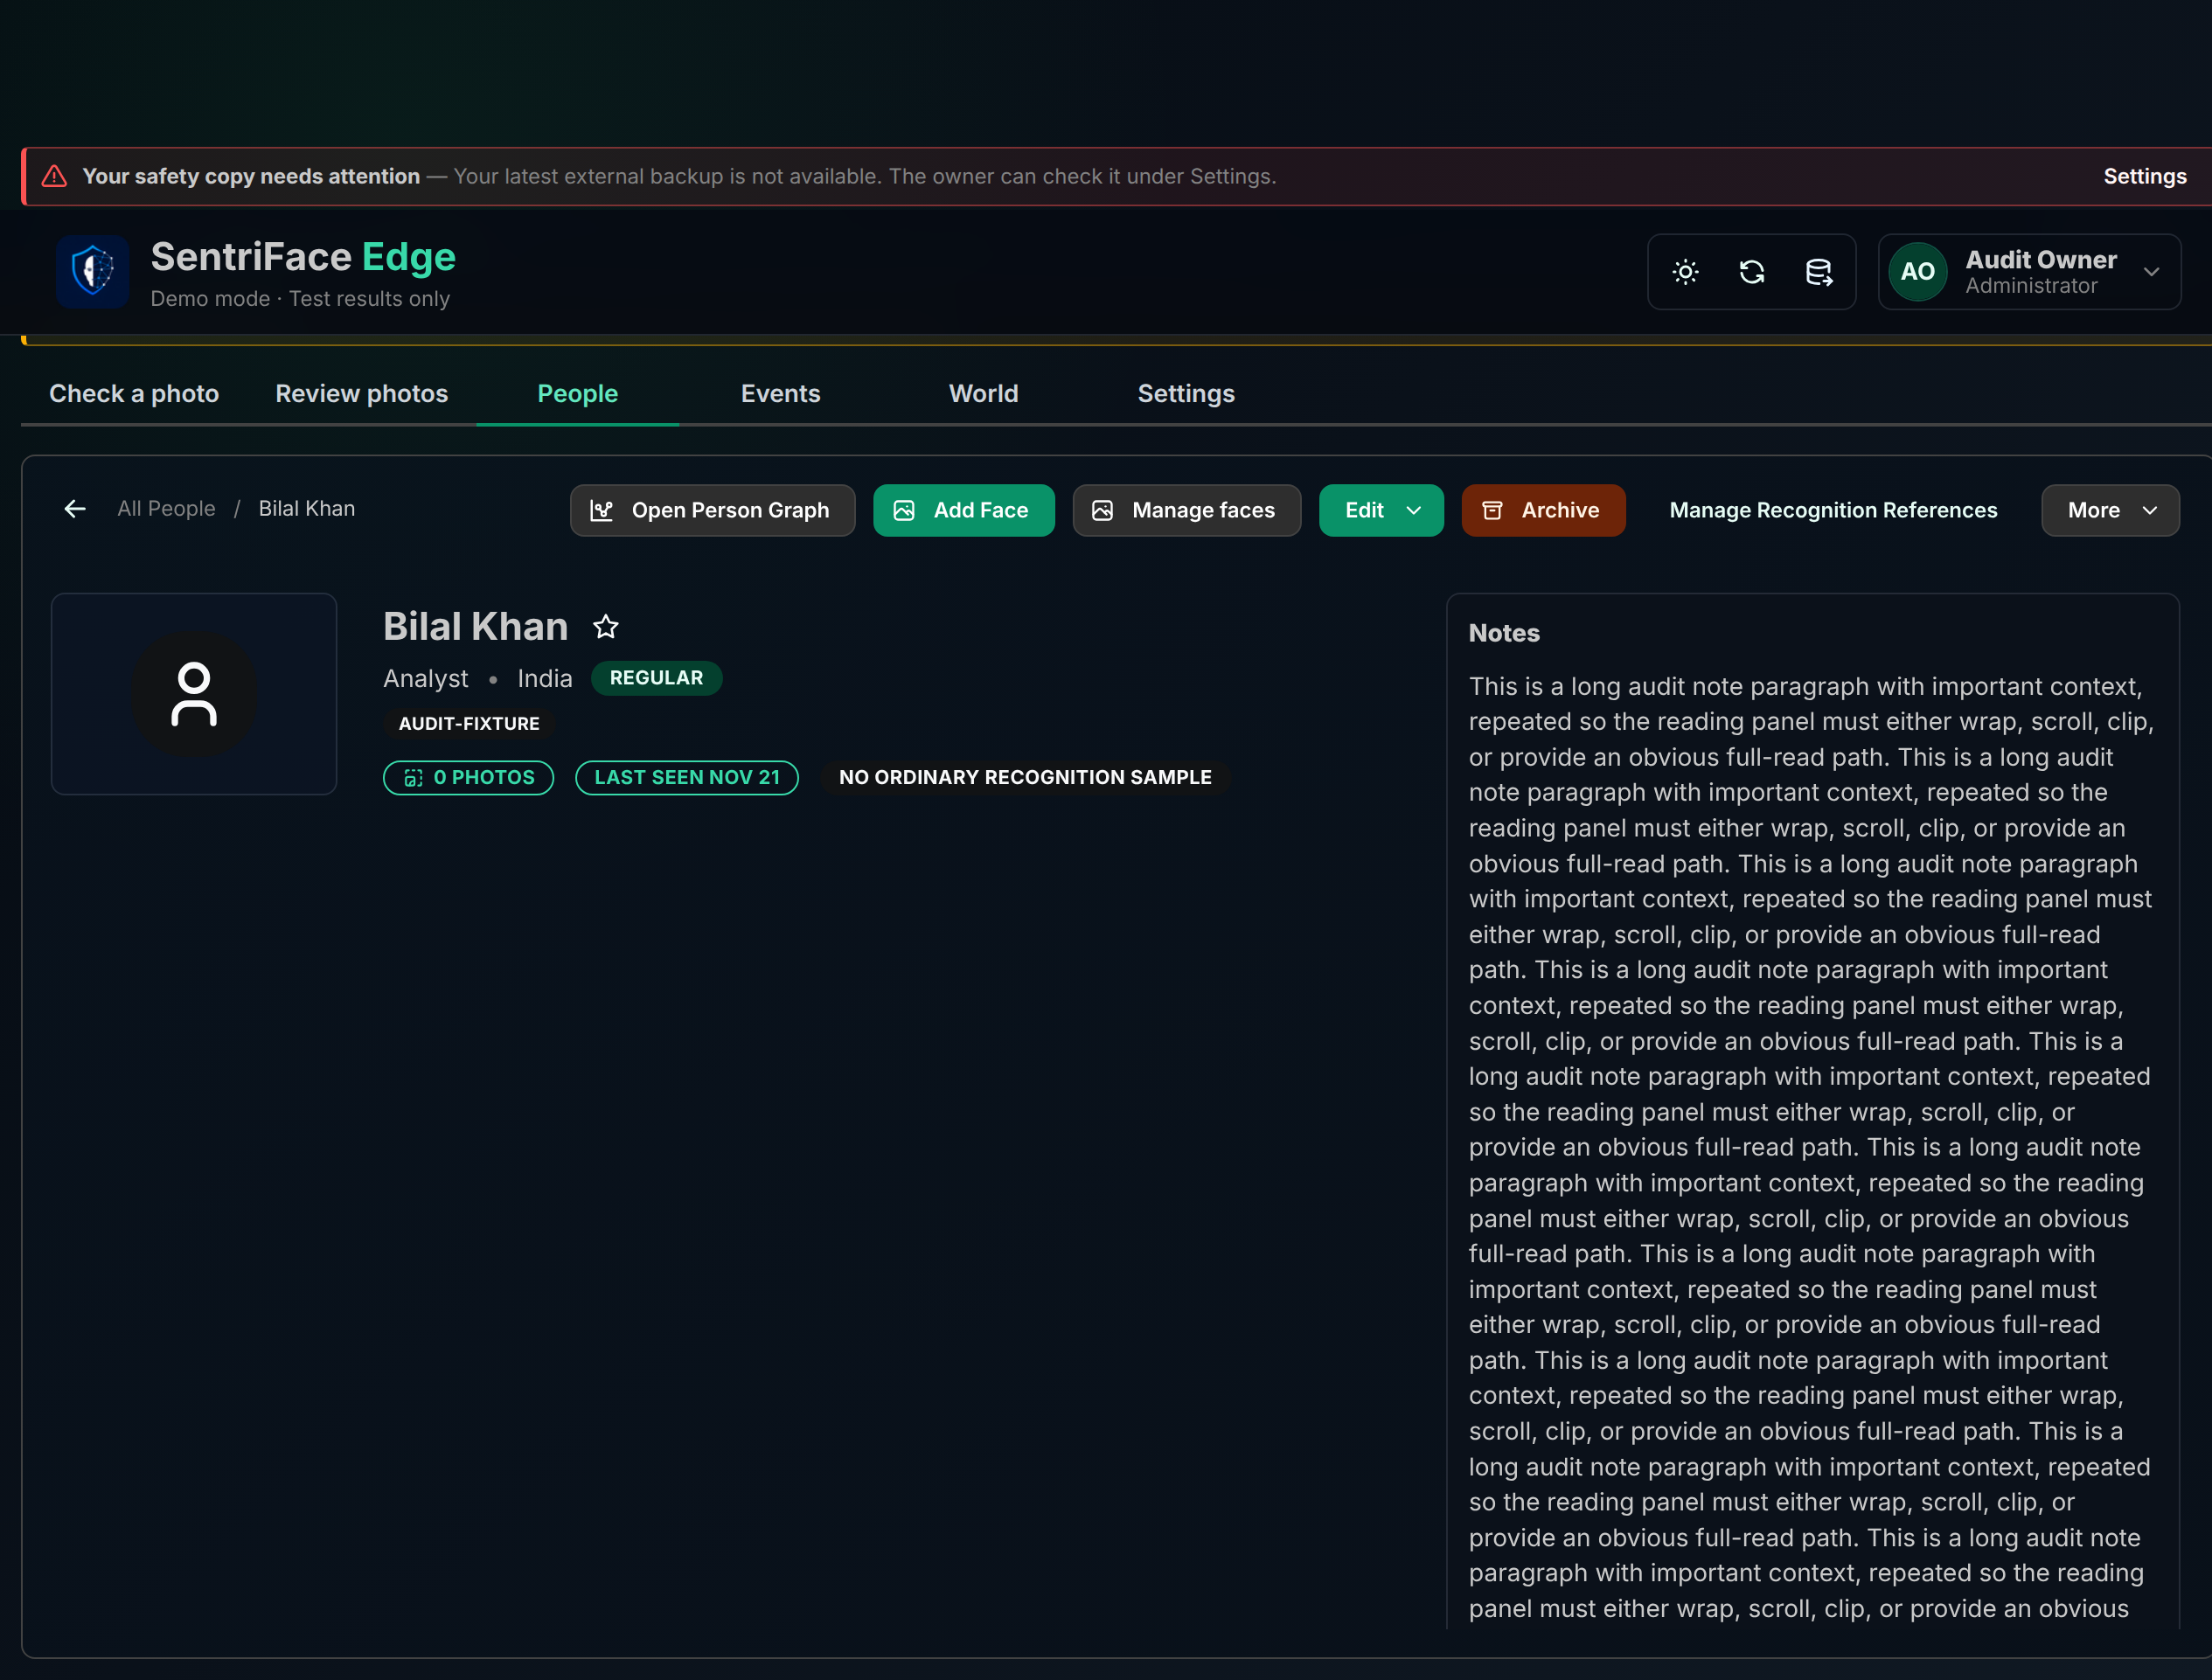 Your safety copy needs attention — Your latest external backup is not available. The owner can check it under Settings.
Settings
SentriFace Edge
Demo mode · Test results only
AO
Audit Owner
Administrator
Check a photo
Review photos
People
Events
World
Settings
All People / Bilal Khan
Open Person Graph
Add Face
Manage faces
Edit
Archive
Manage Recognition References
More
Bilal Khan
Analyst • India
REGULAR
AUDIT-FIXTURE
0 PHOTOS
LAST SEEN NOV 21
NO ORDINARY RECOGNITION SAMPLE
Notes
This is a long audit note paragraph with important context,
repeated so the reading panel must either wrap, scroll, clip,
or provide an obvious full-read path. This is a long audit
note paragraph with important context, repeated so the
reading panel must either wrap, scroll, clip, or provide an
obvious full-read path. This is a long audit note paragraph
with important context, repeated so the reading panel must
either wrap, scroll, clip, or provide an obvious full-read
path. This is a long audit note paragraph with important
context, repeated so the reading panel must either wrap,
scroll, clip, or provide an obvious full-read path. This is a
long audit note paragraph with important context, repeated
so the reading panel must either wrap, scroll, clip, or
provide an obvious full-read path. This is a long audit note
paragraph with important context, repeated so the reading
panel must either wrap, scroll, clip, or provide an obvious
full-read path. This is a long audit note paragraph with
important context, repeated so the reading panel must
either wrap, scroll, clip, or provide an obvious full-read
path. This is a long audit note paragraph with important
context, repeated so the reading panel must either wrap,
scroll, clip, or provide an obvious full-read path. This is a
long audit note paragraph with important context, repeated
so the reading panel must either wrap, scroll, clip, or
provide an obvious full-read path. This is a long audit note
paragraph with important context, repeated so the reading
panel must either wrap, scroll, clip, or provide an obvious